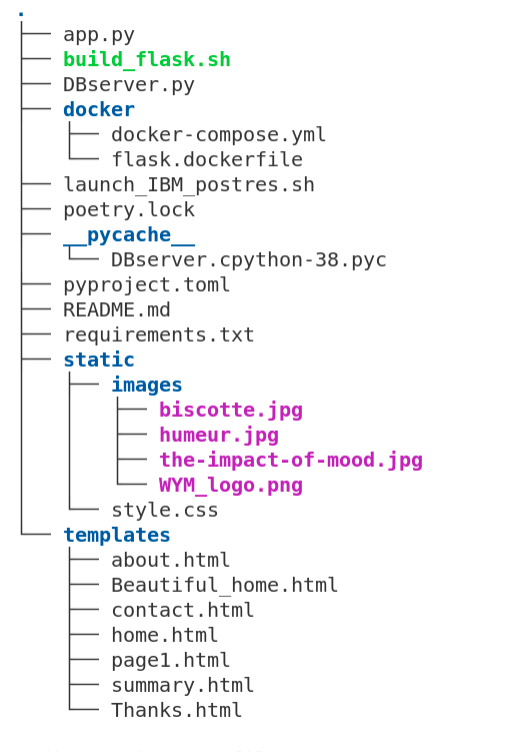 .
├── app.py
├── build_flask.sh
├── DBserver.py
├── docker
│   ├── docker-compose.yml
│   └── flask.dockerfile
├── launch_IBM_postres.sh
├── poetry.lock
├── __pycache__
│   └── DBserver.cpython-38.pyc
├── pyproject.toml
├── README.md
├── requirements.txt
├── static
│   ├── images
│   │   ├── biscotte.jpg
│   │   ├── humeur.jpg
│   │   ├── the-impact-of-mood.jpg
│   │   └── WYM_logo.png
│   └── style.css
└── templates
    ├── about.html
    ├── Beautiful_home.html
    ├── contact.html
    ├── home.html
    ├── page1.html
    ├── summary.html
    └── Thanks.html